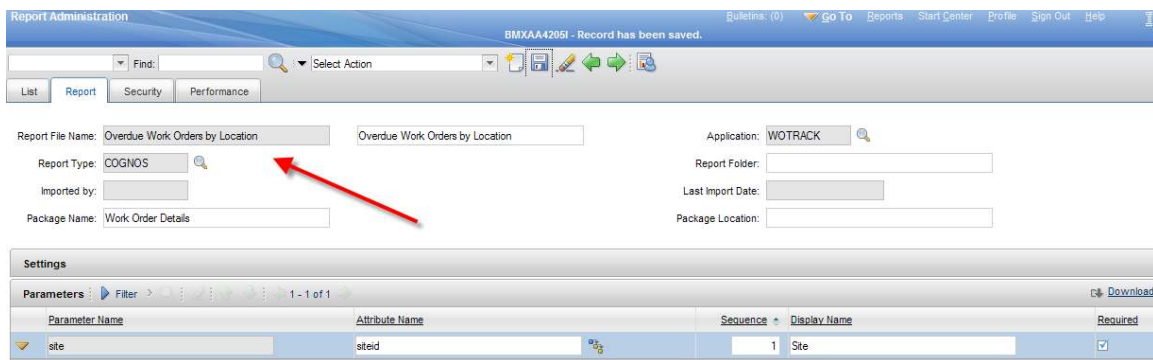 Report Administration Bulletins: (0) Go To Reports Start Center Profile Sign Out Help
BMXAA4205I - Record has been saved.
Find: Select Action
List Report Security Performance
Report File Name: Overdue Work Orders by Location Overdue Work Orders by Location Application: WOTRACK
Report Type: COGNOS Report Folder:
Imported by: Last Import Date:
Package Name: Work Order Details Package Location:
Settings
Parameters Filter 1 - 1 of 1 Download
Parameter Name Attribute Name Sequence Display Name Required
site siteid 1 Site